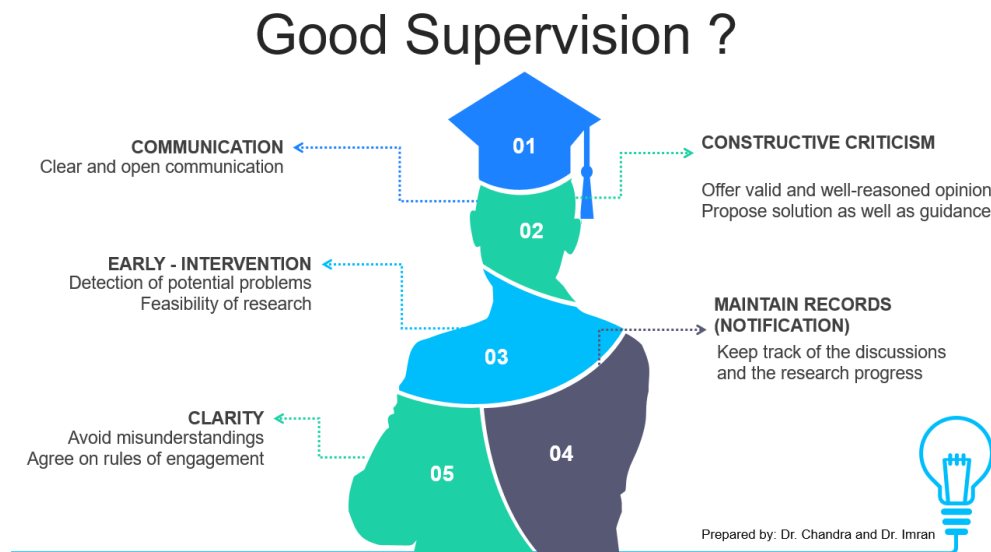 Good Supervision ?
01
COMMUNICATION
Clear and open communication
CONSTRUCTIVE CRITICISM
Offer valid and well-reasoned opinion
Propose solution as well as guidance
02
EARLY - INTERVENTION
Detection of potential problems
Feasibility of research
03
MAINTAIN RECORDS
(NOTIFICATION)
Keep track of the discussions
and the research progress
CLARITY
Avoid misunderstandings
Agree on rules of engagement
04
05
Prepared by: Dr. Chandra and Dr. Imran